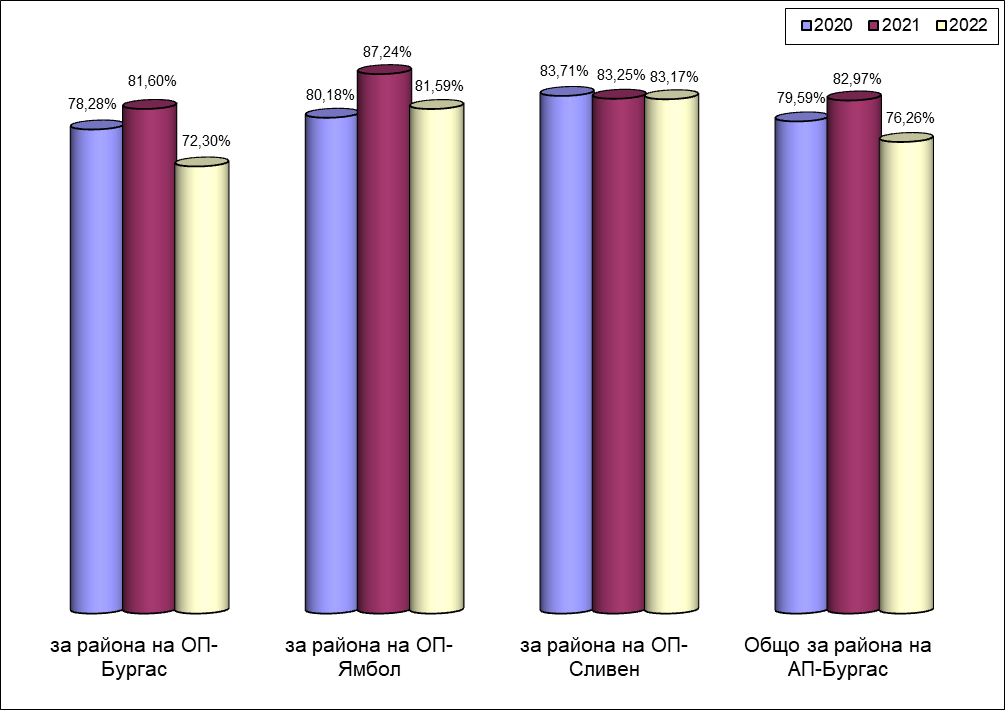 2020 2021 2022
78,28% 81,60% 72,30%
80,18% 87,24% 81,59%
83,71% 83,25% 83,17%
79,59% 82,97% 76,26%
за района на ОП-
Бургас
за района на ОП-
Ямбол
за района на ОП-
Сливен
Общо за района на
АП-Бургас